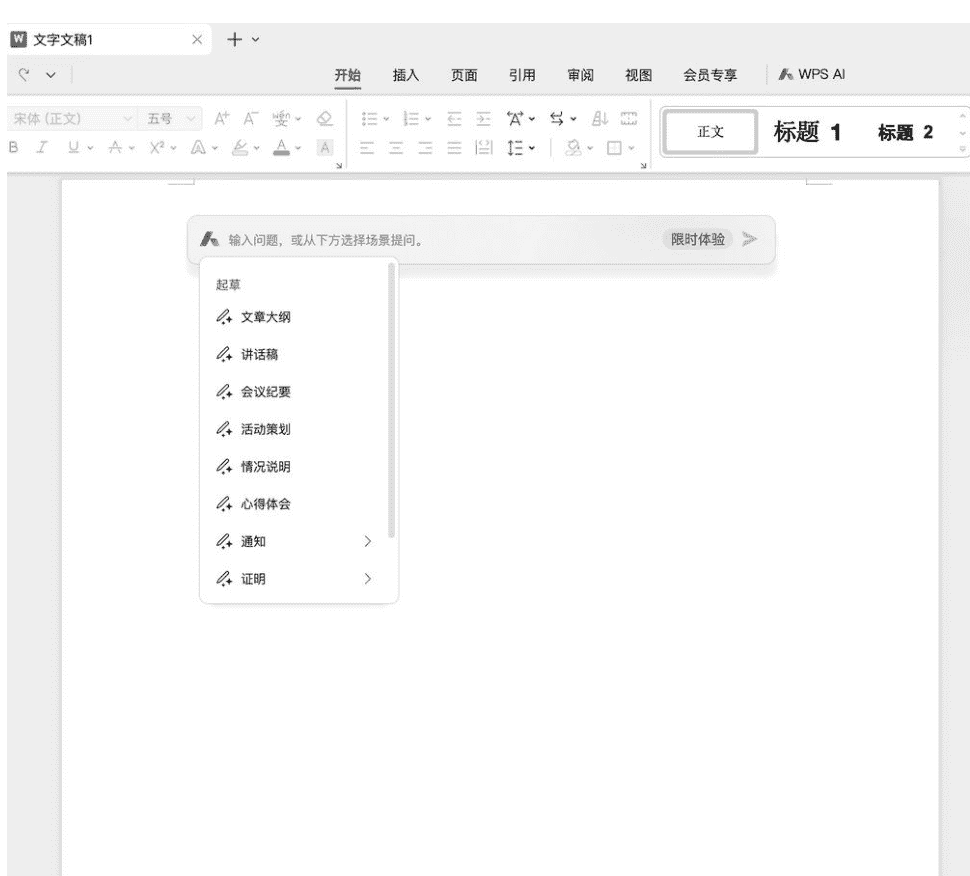 W 文字文稿1
开始 插入 页面 引用 审阅 视图 会员专享 WPS AI
宋体 (正文) 五号 A+ A- wén 变 A
B I U A X² A A A 正文 标题 1 标题 2
输入问题，或从下方选择场景提问。 限时体验
起草
文章大纲
讲话稿
会议纪要
活动策划
情况说明
心得体会
通知
证明